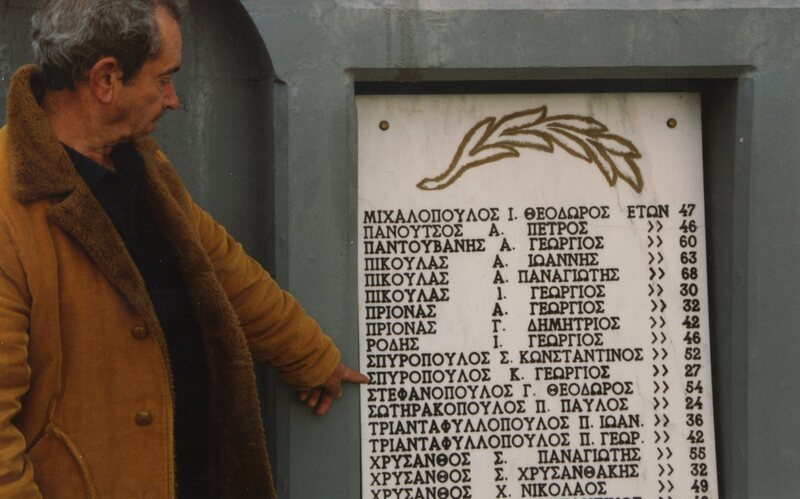 ΜΙΧΑΛΟΠΟΥΛΟΣ Ι. ΘΕΟΔΩΡΟΣ ΕΤΩΝ 47
ΠΑΝΟΥΤΣΟΣ Α. ΠΕΤΡΟΣ >> 46
ΠΑΝΤΟΥΒΑΝΗΣ Α. ΓΕΩΡΓΙΟΣ >> 60
ΠΙΚΟΥΛΑΣ Α. ΙΩΑΝΝΗΣ >> 63
ΠΙΚΟΥΛΑΣ Α. ΠΑΝΑΓΙΩΤΗΣ >> 68
ΠΙΚΟΥΛΑΣ Ι. ΓΕΩΡΓΙΟΣ >> 30
ΠΡΙΟΝΑΣ Α. ΓΕΩΡΓΙΟΣ >> 32
ΠΡΙΟΝΑΣ Γ. ΔΗΜΗΤΡΙΟΣ >> 42
ΡΟΔΗΣ Ι. ΓΕΩΡΓΙΟΣ >> 46
ΣΠΥΡΟΠΟΥΛΟΣ Σ. ΚΩΝΣΤΑΝΤΙΝΟΣ >> 52
ΣΠΥΡΟΠΟΥΛΟΣ Κ. ΓΕΩΡΓΙΟΣ >> 27
ΣΤΕΦΑΝΟΠΟΥΛΟΣ Γ. ΘΕΟΔΩΡΟΣ >> 54
ΣΩΤΗΡΑΚΟΠΟΥΛΟΣ Π. ΠΑΥΛΟΣ >> 24
ΤΡΙΑΝΤΑΦΥΛΛΟΠΟΥΛΟΣ Π. ΙΩΑΝ. >> 36
ΤΡΙΑΝΤΑΦΥΛΛΟΠΟΥΛΟΣ Π. ΓΕΩΡ. >> 42
ΧΡΥΣΑΝΘΟΣ Σ. ΠΑΝΑΓΙΩΤΗΣ >> 55
ΧΡΥΣΑΝΘΟΣ Σ. ΧΡΥΣΑΝΘΑΚΗΣ >> 32
ΧΡΥΣΑΝΘΟΣ Χ. ΝΙΚΟΛΑΟΣ >> 49